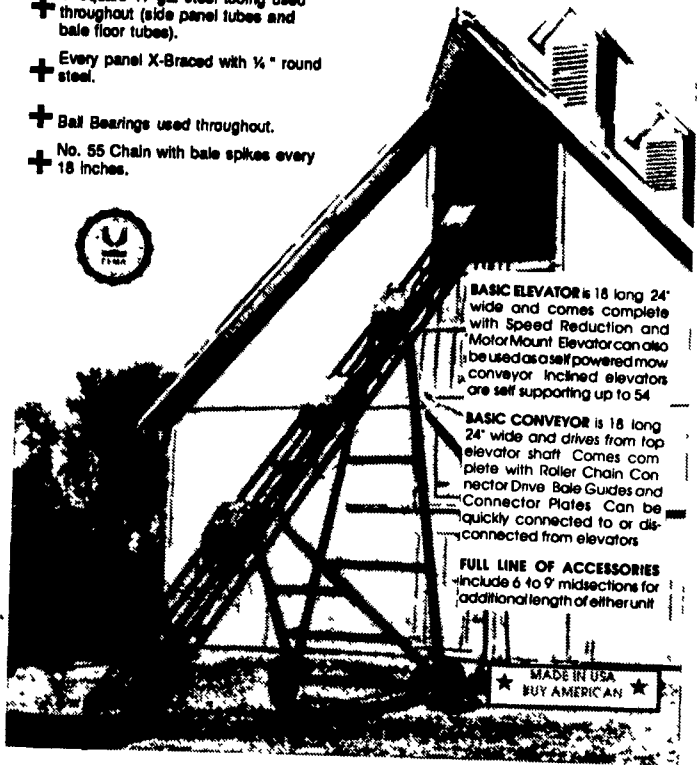 throughout (side panel tubes and
bale floor tubes).
Every panel X-Braced with ¼" round
steel.
Ball Bearings used throughout.
No. 55 Chain with bale spikes every
18 inches.
BASIC ELEVATOR is 18 long 24"
wide and comes complete
with Speed Reduction and
Motor Mount Elevator can also
be used as a self powered mow
conveyor Inclined elevators
are self supporting up to 54
BASIC CONVEYOR is 18 long
24" wide and drives from top
elevator shaft Comes com
plete with Roller Chain Con
nector Drive Bale Guides and
Connector Plates Can be
quickly connected to or dis-
connected from elevators
FULL LINE OF ACCESSORIES
include 6 to 9' midsections for
additional length of either unit
MADE IN USA
BUY AMERICAN